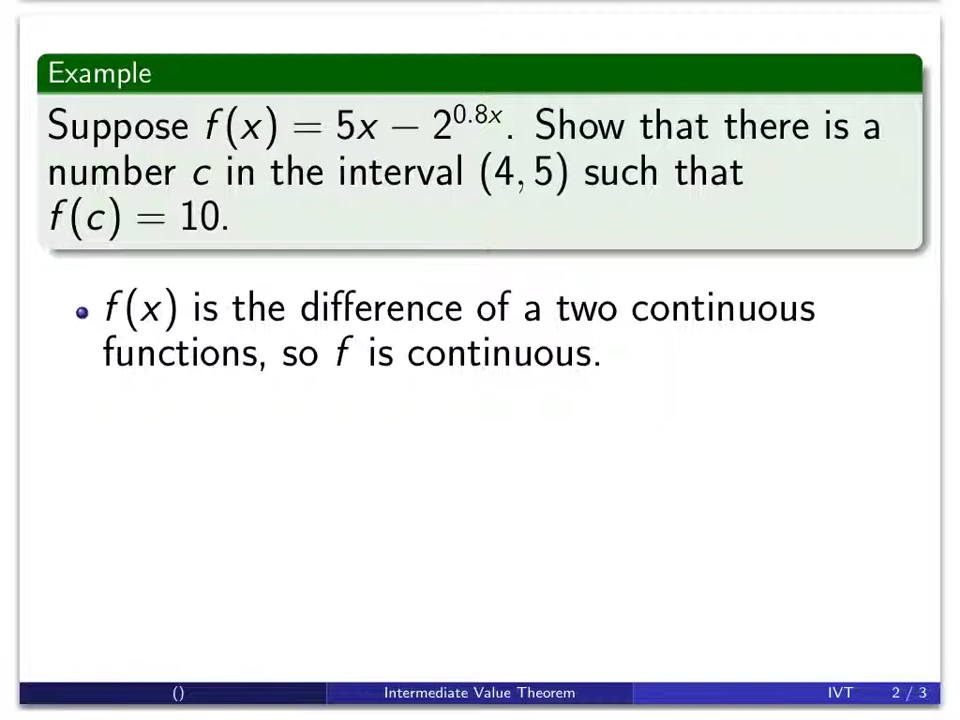 Example
Suppose f(x) = 5x − 2^{0.8x}. Show that there is a
number c in the interval (4, 5) such that
f(c) = 10.
f(x) is the difference of a two continuous
functions, so f is continuous.
() Intermediate Value Theorem IVT 2 / 3